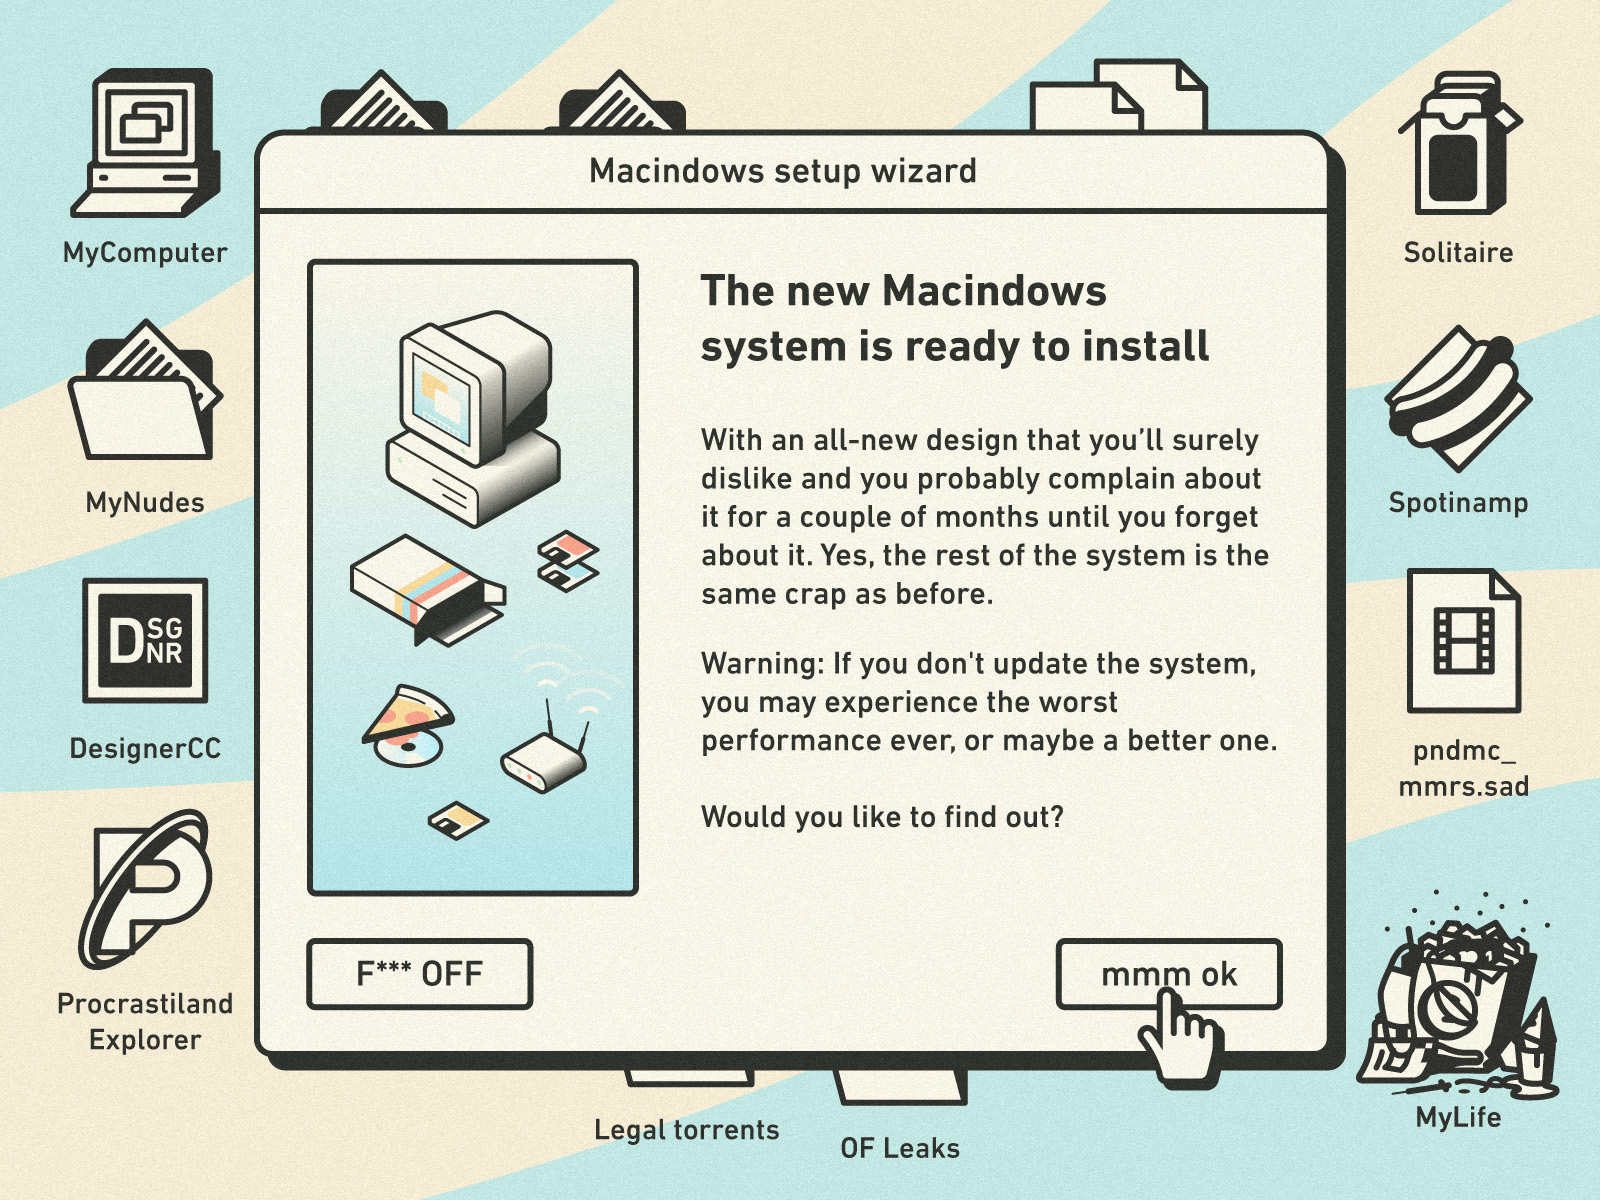 Macindows setup wizard
MyComputer
MyNudes
DSGNR
DesignerCC
P
Procrastiland
Explorer
The new Macindows
system is ready to install
With an all-new design that you’ll surely
dislike and you probably complain about
it for a couple of months until you forget
about it. Yes, the rest of the system is the
same crap as before.
Warning: If you don't update the system,
you may experience the worst
performance ever, or maybe a better one.
Would you like to find out?
F*** OFF
mmm ok
Solitaire
Spotinamp
pndmc_
mmrs.sad
MyLife
Legal torrents
OF Leaks